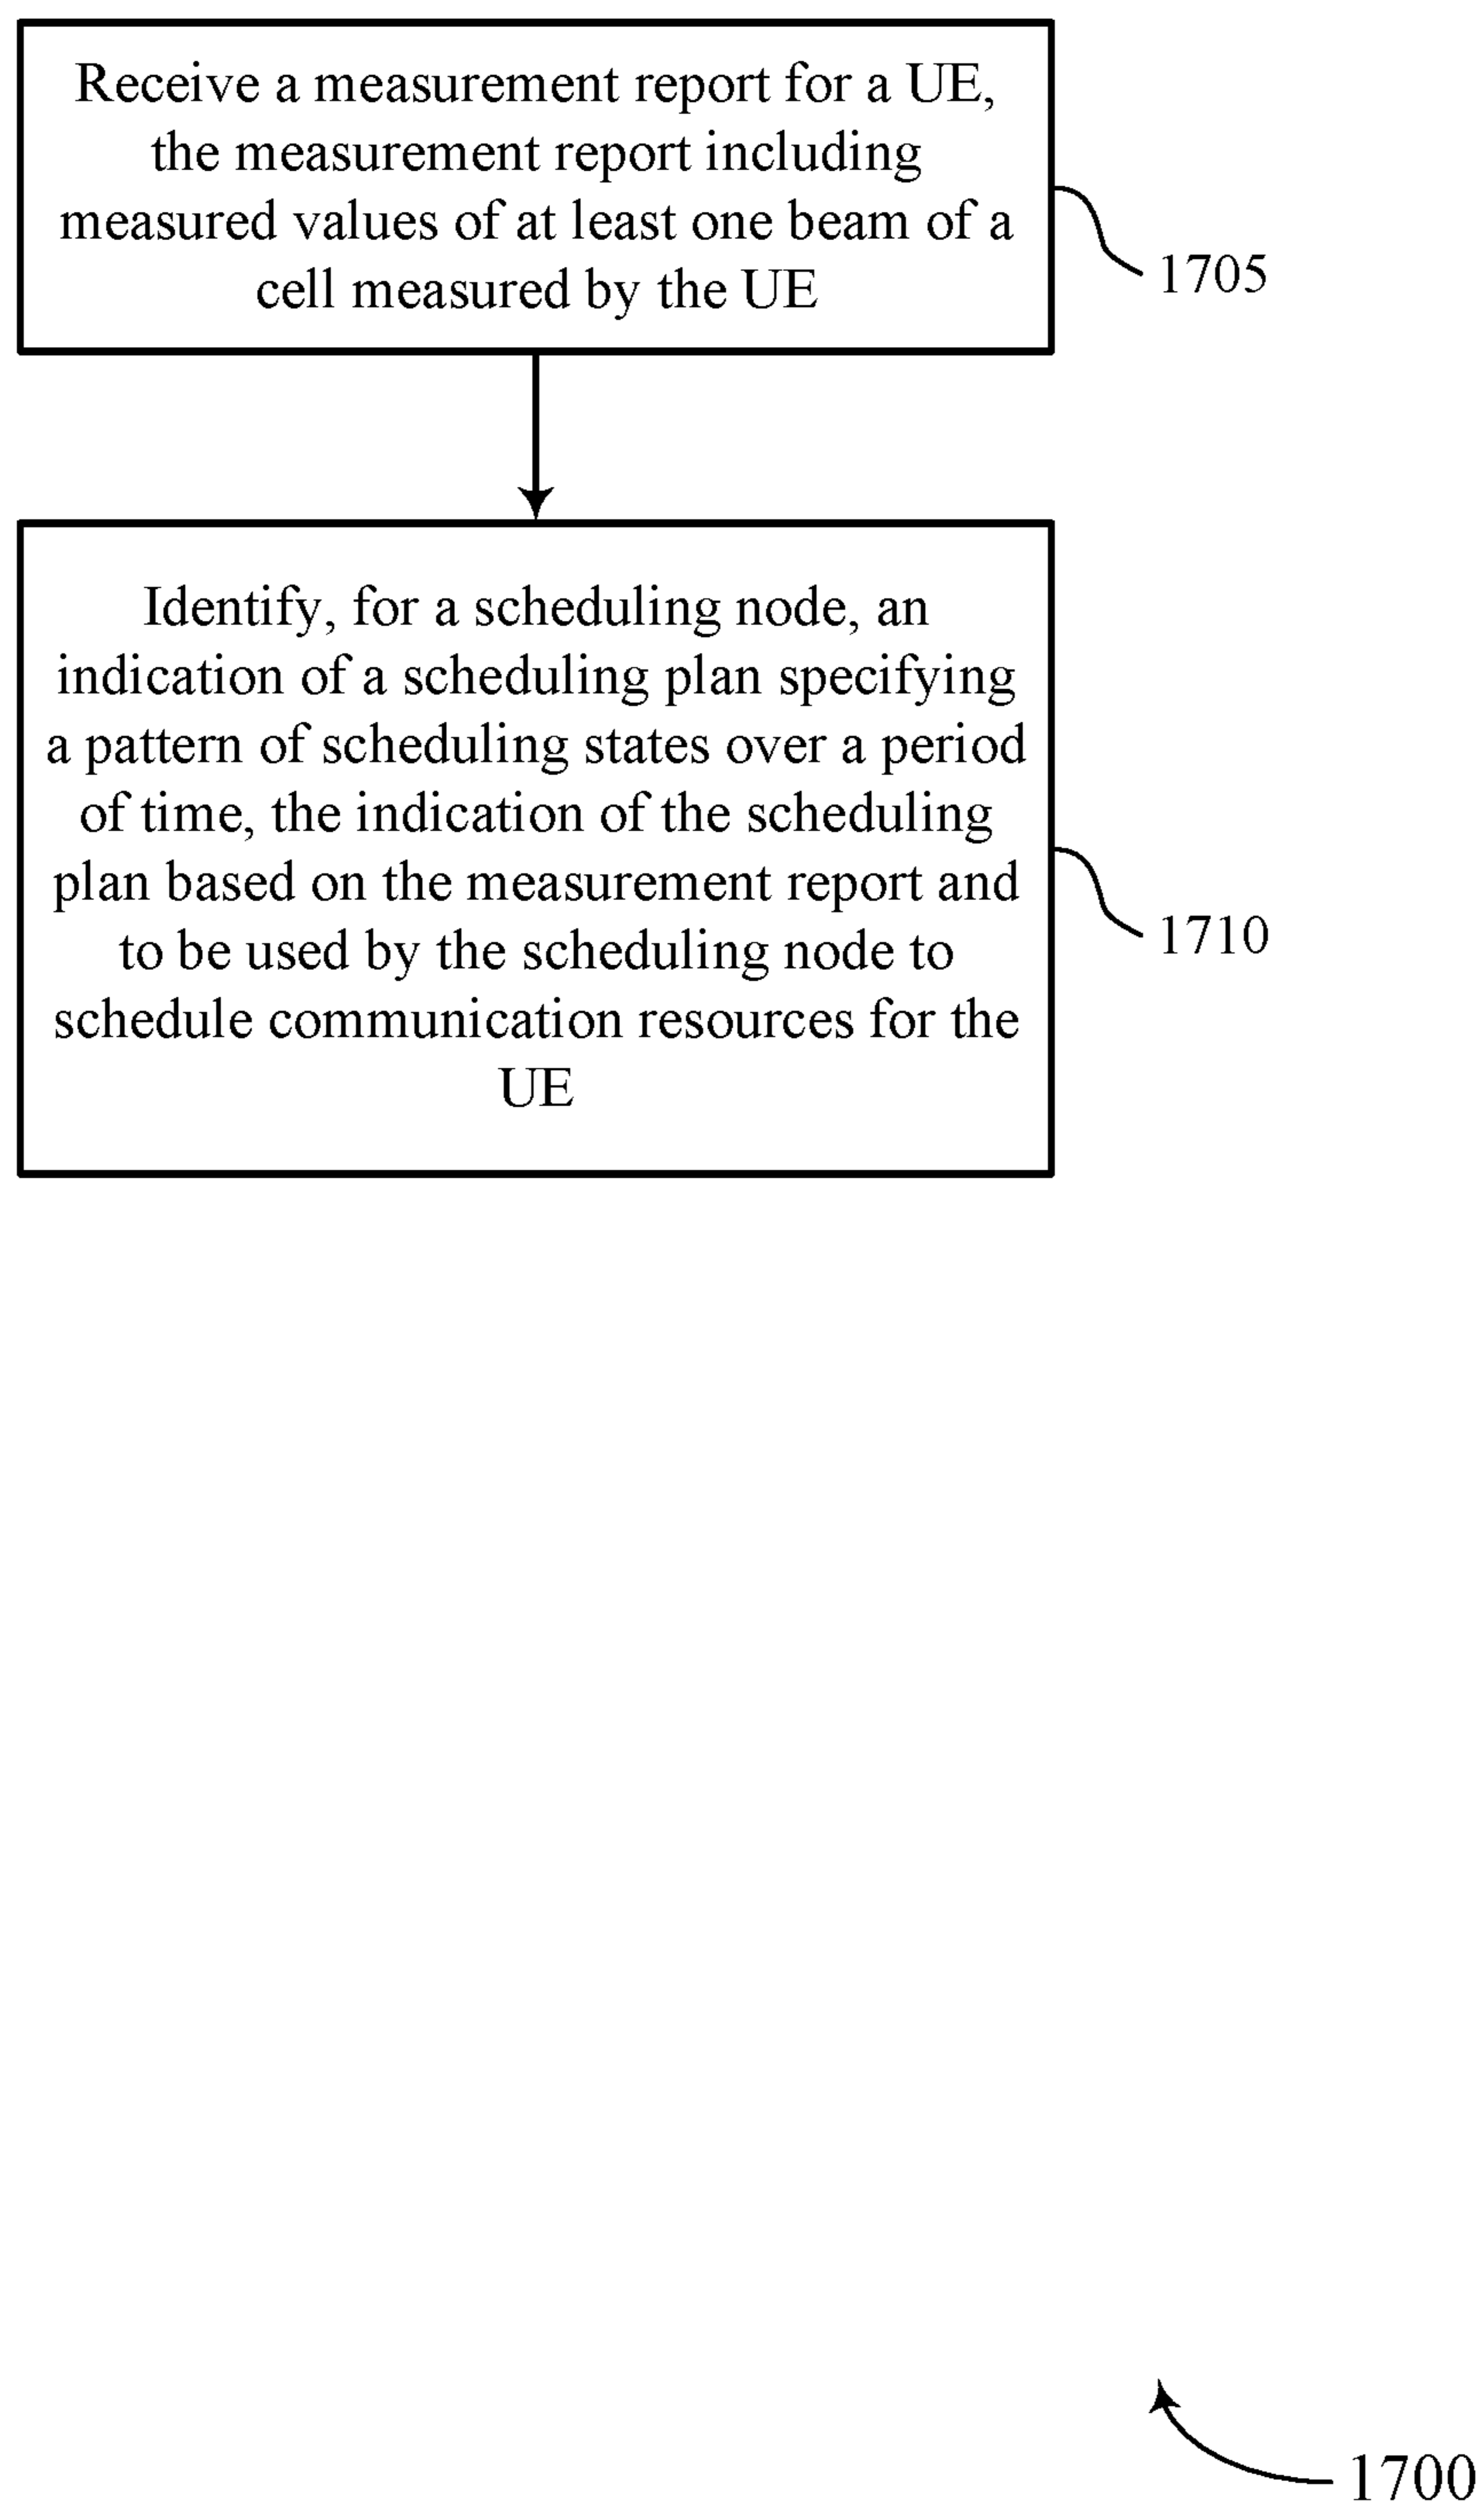 Receive a measurement report for a UE,
the measurement report including
measured values of at least one beam of a
cell measured by the UE
1705
Identify, for a scheduling node, an
indication of a scheduling plan specifying
a pattern of scheduling states over a period
of time, the indication of the scheduling
plan based on the measurement report and
to be used by the scheduling node to
schedule communication resources for the
UE
1710
1700